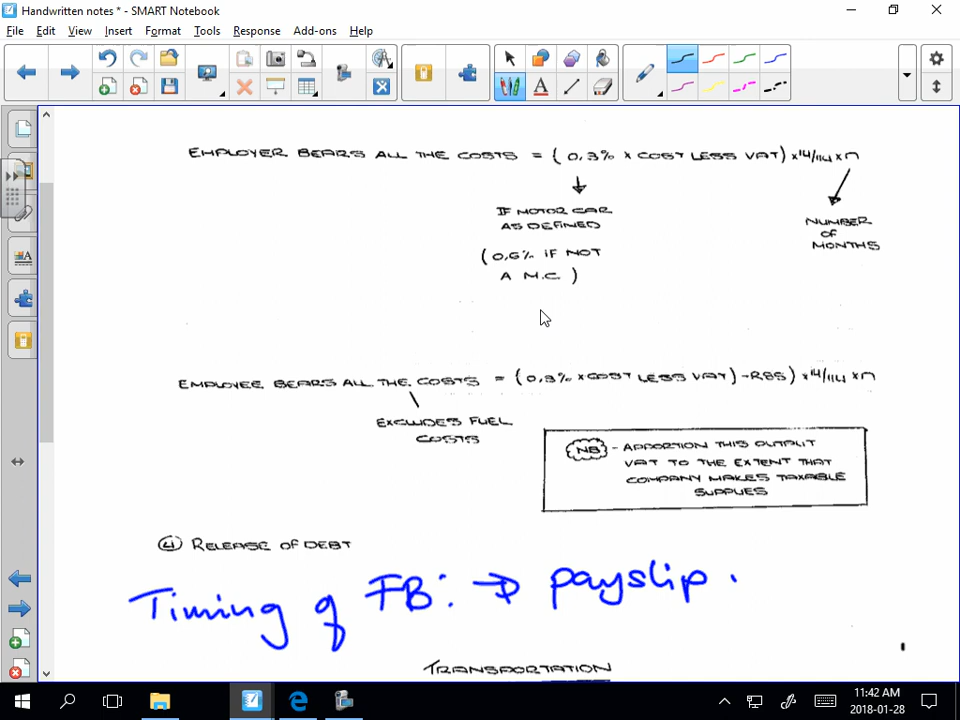 Handwritten notes * - SMART Notebook
File Edit View Insert Format Tools Response Add-ons Help
EMPLOYER BEARS ALL THE COSTS = (0,3% × COST LESS VAT) × 14/114 × n
IF MOTOR CAR
AS DEFINED
(0,6% IF NOT
A M.C.)
NUMBER
OF
MONTHS
EMPLOYEE BEARS ALL THE COSTS = (0,3% × COST LESS VAT) - R85) × 14/114 × n
EXCLUDES FUEL
COSTS
NB - APPORTION THIS OUTPUT
VAT TO THE EXTENT THAT
COMPANY MAKES TAXABLE
SUPPLIES
④ RELEASE OF DEBT
Timing of FB: → payslip.
TRANSPORTATION
11:42 AM
2018-01-28